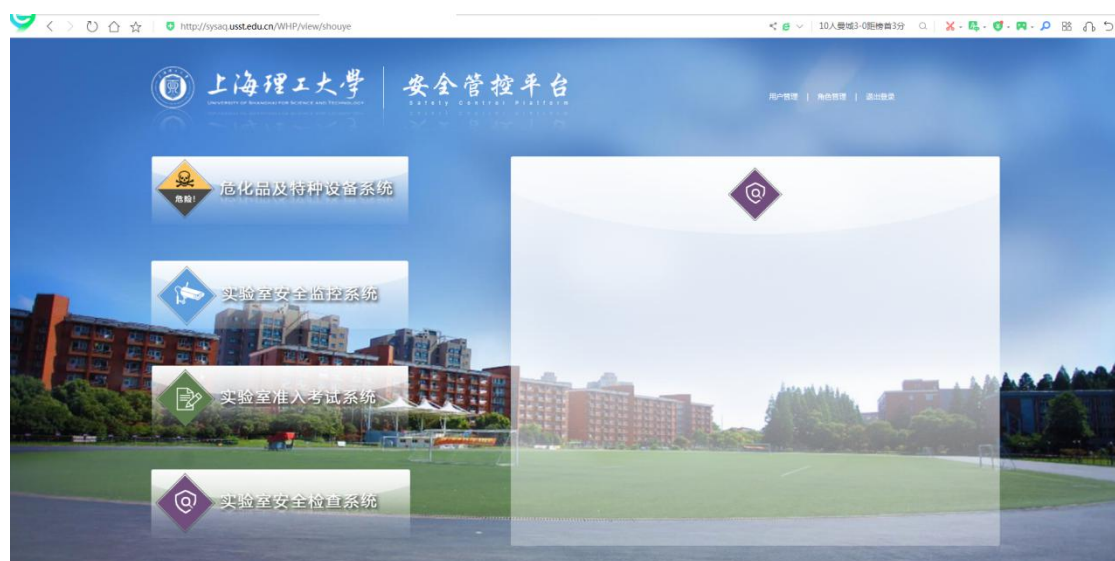 http://sysaq.usst.edu.cn/WHP/view/shouye
10人曼城3-0距榜首3分
上海理工大學
UNIVERSITY OF SHANGHAI FOR SCIENCE AND TECHNOLOGY
安全管控平台
Safety Control Platform
用户管理 | 角色管理 | 退出登录
危险!
危化品及特种设备系统
实验室安全监控系统
实验室准入考试系统
实验室安全检查系统